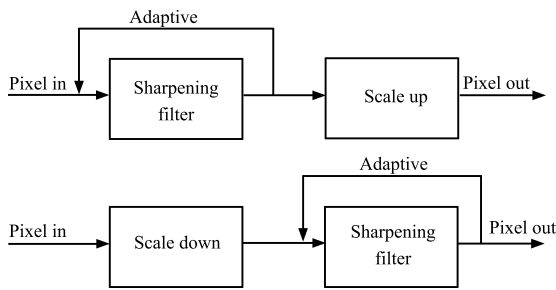 Adaptive
Pixel in
Sharpening
filter
Scale up
Pixel out
Adaptive
Pixel in
Scale down
Sharpening
filter
Pixel out